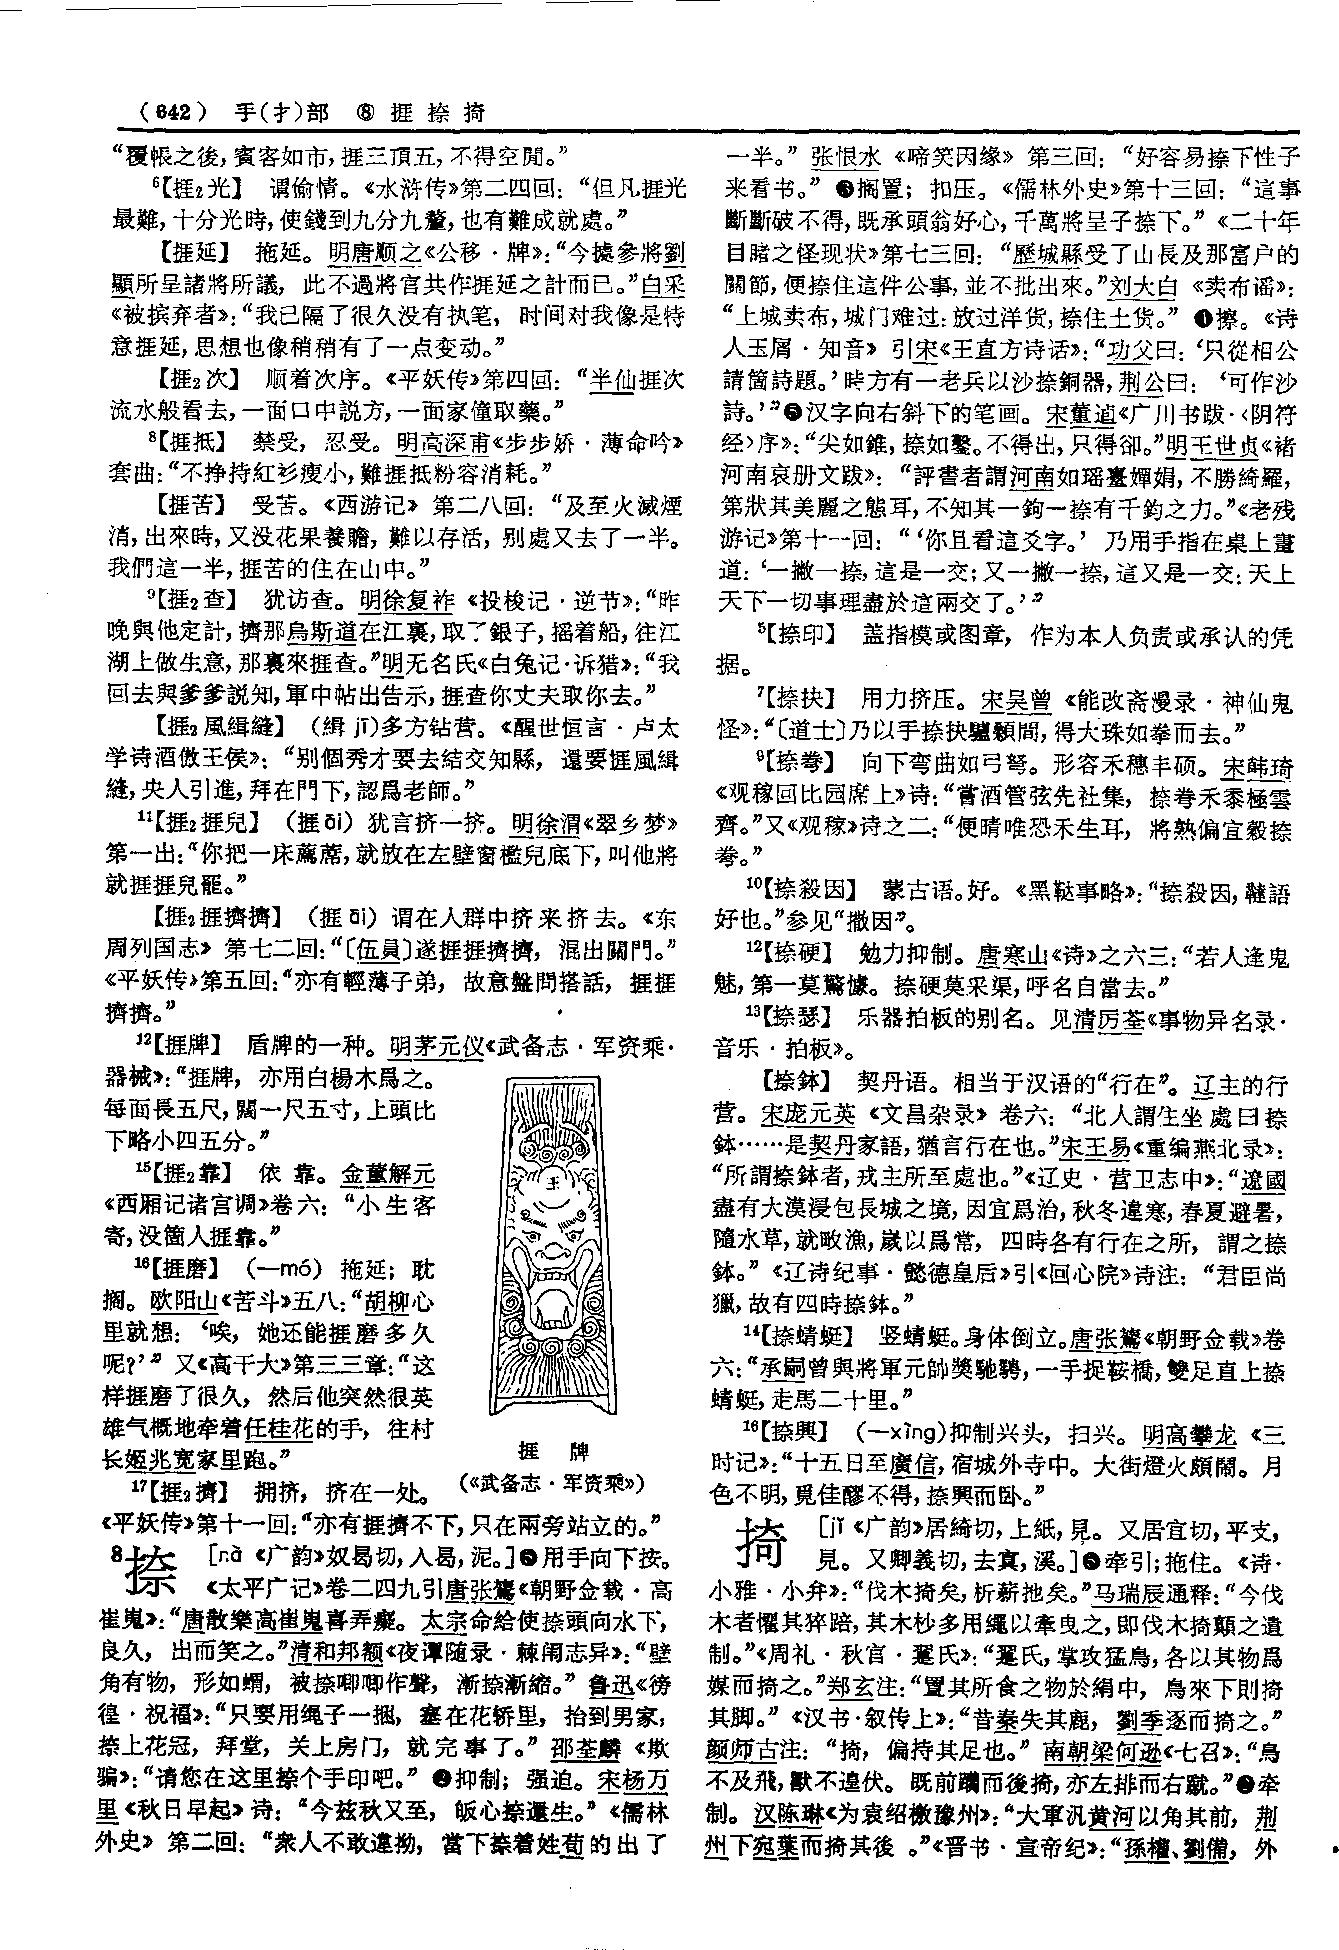 (642) 手(扌)部 ⑧ 捱 捺 掎
“覆帳之後,賓客如市,捱三頂五,不得空閒。”
⁶【捱₂光】 谓偷情。《水浒传》第二四回:“但凡捱光
最難,十分光時,使錢到九分九釐,也有難成就處。”
【捱延】 拖延。明唐顺之《公移·牌》:“今據參將劉
顯所呈諸將所議, 此不過將官共作捱延之計而已。”白采
《被摈弃者》:“我已隔了很久没有执笔, 时间对我像是特
意捱延,思想也像稍稍有了一点变动。”
【捱₂次】 顺着次序。《平妖传》第四回:“半仙捱次
流水般看去,一面口中説方,一面家僮取藥。”
⁸【捱抵】 禁受,忍受。明高深甫《步步娇·薄命吟》
套曲:“不挣持紅衫瘦小,難捱抵粉容消耗。”
【捱苦】 受苦。《西游记》第二八回:“及至火滅煙
消,出來時,又没花果養贍,難以存活,别處又去了一半。
我們這一半,捱苦的住在山中。”
⁹【捱₂查】 犹访查。明徐复祚《投梭记·逆节》:“昨
晚與他定計,擠那烏斯道在江裏,取了銀子,摇着船,往江
湖上做生意,那裏來捱查。”明无名氏《白兔记·诉猎》:“我
回去與爹爹説知,軍中帖出告示,捱查你丈夫取你去。”
【捱₂風缉縫】 (缉 jī)多方钻营。《醒世恒言·卢太
学诗酒傲王侯》:“别個秀才要去結交知縣, 還要捱風緝
縫,央人引進,拜在門下,認爲老師。”
¹¹【捱₂捱兒】 (捱 āi) 犹言挤一挤。明徐渭《翠乡梦》
第一出:“你把一床薦蓆,就放在左壁窗檻兒底下,叫他將
就捱捱兒罷。”
【捱₂捱擠擠】 (捱 āi) 谓在人群中挤来挤去。《东
周列国志》第七二回:“〔伍員〕遂捱捱擠擠, 混出關門。”
《平妖传》第五回:“亦有輕薄子弟, 故意盤問搭話, 捱捱
擠擠。”
¹²【捱牌】 盾牌的一种。明茅元仪《武备志·军资乘·
器械》:“捱牌, 亦用白楊木爲之。
每面長五尺,闊一尺五寸,上頭比
下略小四五分。”
¹⁵【捱₂靠】 依靠。金董解元
《西厢记诸宫调》卷六:“小生客
寄,没箇人捱靠。”
¹⁶【捱磨】 (—mó) 拖延;耽
搁。欧阳山《苦斗》五八:“胡柳心
里就想:‘唉, 她还能捱磨多久
呢?’” 又《高干大》第三三章:“这
样捱磨了很久, 然后他突然很英
雄气概地牵着任桂花的手, 往村
长姬兆宽家里跑。”
捱 牌
(《武备志·军资乘》)
¹⁷【捱₂擠】 拥挤,挤在一处。
《平妖传》第十一回:“亦有捱擠不下,只在兩旁站立的。”
⁸捺 [nà 《广韵》奴曷切,入曷,泥。]❶用手向下按。
《太平广记》卷二四九引唐张鷟《朝野佥载·高
崔嵬》:“唐散樂高崔嵬喜弄癡。太宗命給使捺頭向水下,
良久, 出而笑之。”清和邦额《夜谭随录·棘闱志异》:“壁
角有物, 形如蝟, 被捺唧唧作聲, 漸捺漸縮。” 鲁迅《彷
徨·祝福》:“只要用绳子一捆, 塞在花轿里, 抬到男家,
捺上花冠, 拜堂, 关上房门, 就完事了。” 邵荃麟《欺
骗》:“请您在这里捺个手印吧。” ❷抑制;强迫。宋杨万
里《秋日早起》诗:“今兹秋又至, 皈心捺還生。”《儒林
外史》第二回:“衆人不敢違拗, 當下捺着姓荀的出了
一半。” 张恨水《啼笑因缘》第三回:“好容易捺下性子
来看书。” ❸搁置;扣压。《儒林外史》第十三回:“這事
斷斷破不得,既承頭翁好心,千萬將呈子捺下。”《二十年
目睹之怪现状》第七三回:“歷城縣受了山長及那富户的
關節,便捺住這件公事,並不批出來。”刘大白《卖布谣》:
“上城卖布,城门难过:放过洋货,捺住土货。” ❹擦。《诗
人玉屑·知音》引宋《王直方诗话》:“功父曰:‘只從相公
請箇詩題。’時方有一老兵以沙捺銅器,荆公曰:‘可作沙
詩。’”❺汉字向右斜下的笔画。宋董逌《广川书跋·〈阴符
经〉序》:“尖如錐,捺如鑿。不得出,只得卻。”明王世贞《褚
河南哀册文跋》:“評書者謂河南如瑶臺嬋娟,不勝綺羅,
第狀其美麗之態耳,不知其一鉤一捺有千鈞之力。”《老残
游记》第十一回:“‘你且看這爻字。’ 乃用手指在桌上畫
道:‘一撇一捺,這是一交;又一撇一捺,這又是一交:天上
天下一切事理盡於這兩交了。’”
⁵【捺印】 盖指模或图章, 作为本人负责或承认的凭
据。
⁷【捺抉】 用力挤压。宋吴曾《能改斋漫录·神仙鬼
怪》:“〔道士〕乃以手捺抉驢顙間,得大珠如拳而去。”
⁹【捺弮】 向下弯曲如弓弩。形容禾穗丰硕。宋韩琦
《观稼回比园席上》诗:“嘗酒管弦先社集, 捺弮禾黍極雲
齊。”又《观稼》诗之二:“便晴唯恐禾生耳, 將熟偏宜穀捺
弮。”
¹⁰【捺殺因】 蒙古语。好。《黑鞑事略》:“捺殺因,韃語
好也。”参见“撒因”。
¹²【捺硬】 勉力抑制。唐寒山《诗》之六三:“若人逢鬼
魅,第一莫驚懅。捺硬莫采渠,呼名自當去。”
¹³【捺瑟】 乐器拍板的别名。见清厉荃《事物异名录·
音乐·拍板》。
【捺鉢】 契丹语。相当于汉语的“行在”。辽主的行
营。宋庞元英《文昌杂录》卷六:“北人謂住坐處曰捺
鉢……是契丹家語,猶言行在也。”宋王易《重编燕北录》:
“所謂捺鉢者,戎主所至處也。”《辽史·营卫志中》:“遼國
盡有大漠浸包長城之境,因宜爲治,秋冬違寒,春夏避暑,
隨水草,就畋漁,歲以爲常, 四時各有行在之所, 謂之捺
鉢。”《辽诗纪事·懿德皇后》引《回心院》诗注:“君臣尚
獵,故有四時捺鉢。”
¹⁴【捺蜻蜓】 竖蜻蜓。身体倒立。唐张鷟《朝野佥载》卷
六:“承嗣曾與將軍元帥獎馳騁,一手捉鞍橋,雙足直上捺
蜻蜓,走馬二十里。”
¹⁶【捺興】 (—xìng)抑制兴头, 扫兴。明高攀龙《三
时记》:“十五日至廣信,宿城外寺中。大街燈火頗鬧。月
色不明,覓佳醪不得,捺興而卧。”
掎 [jǐ 《广韵》居綺切,上紙,見。又居宜切,平支,
見。又卿義切,去寘,溪。]❶牵引;拖住。《诗·
小雅·小弁》:“伐木掎矣,析薪扡矣。”马瑞辰通释:“今伐
木者懼其猝踣,其木杪多用繩以牽曳之,即伐木掎顛之遺
制。”《周礼·秋官·翨氏》:“翨氏,掌攻猛鳥,各以其物爲
媒而掎之。”郑玄注:“置其所食之物於絹中, 鳥來下則掎
其脚。”《汉书·叙传上》:“昔秦失其鹿, 劉季逐而掎之。”
颜师古注:“掎, 偏持其足也。” 南朝梁何逊《七召》:“鳥
不及飛,獸不遑伏。既前躓而後掎,亦左排而右蹴。”❷牵
制。汉陈琳《为袁绍檄豫州》:“大軍汎黄河以角其前, 荆
州下宛葉而掎其後。”《晋书·宣帝纪》:“孫權、劉備, 外